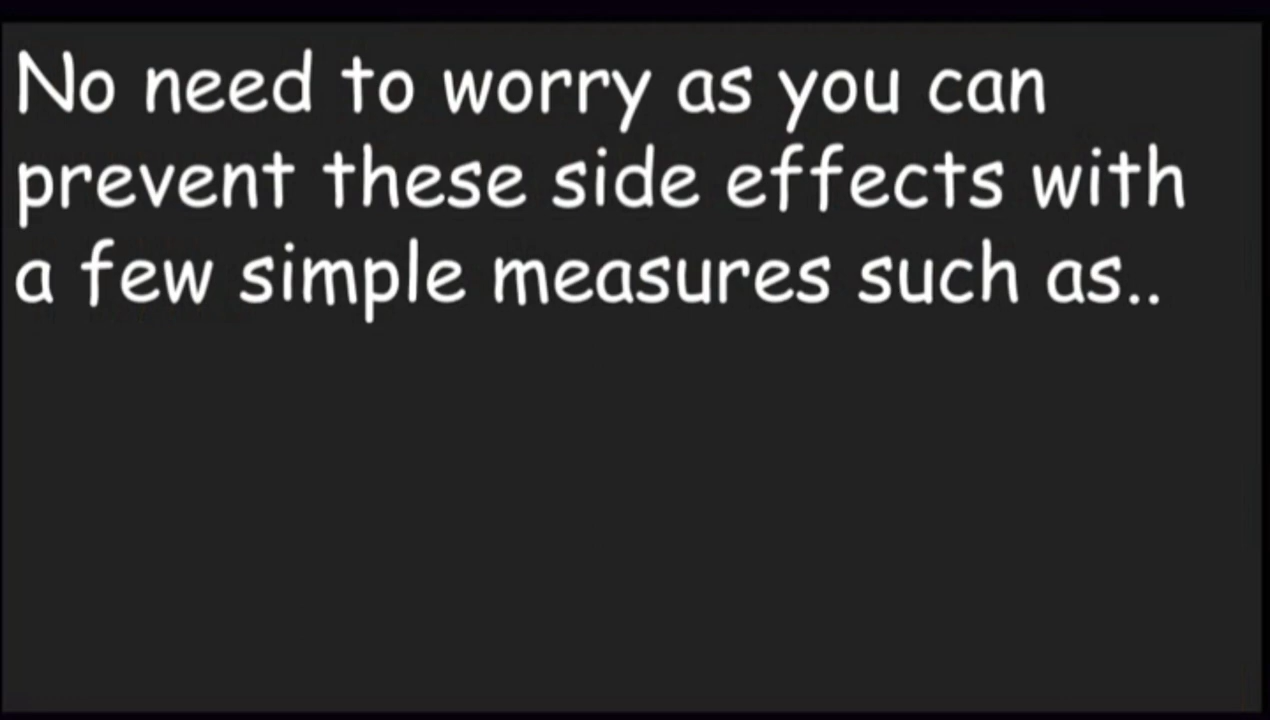 No need to worry as you can
prevent these side effects with
a few simple measures such as..